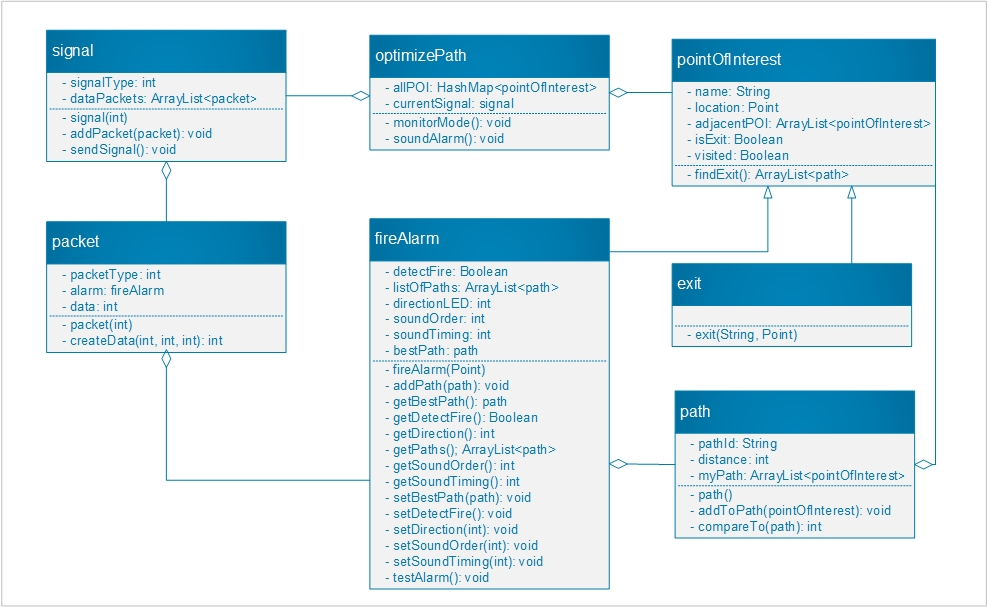 signal
- signalType: int
- dataPackets: ArrayList<packet>
- signal(int)
- addPacket(packet): void
- sendSignal(): void
optimizePath
- allPOI: HashMap<pointOfInterest>
- currentSignal: signal
- monitorMode(): void
- soundAlarm(): void
pointOfInterest
- name: String
- location: Point
- adjacentPOI: ArrayList<pointOfInterest>
- isExit: Boolean
- visited: Boolean
- findExit(): ArrayList<path>
packet
- packetType: int
- alarm: fireAlarm
- data: int
- packet(int)
- createData(int, int, int): int
fireAlarm
- detectFire: Boolean
- listOfPaths: ArrayList<path>
- directionLED: int
- soundOrder: int
- soundTiming: int
- bestPath: path
- fireAlarm(Point)
- addPath(path): void
- getBestPath(): path
- getDetectFire(): Boolean
- getDirection(): int
- getPaths(); ArrayList<path>
- getSoundOrder(): int
- getSoundTiming(): int
- setBestPath(path): void
- setDetectFire(): void
- setDirection(int): void
- setSoundOrder(int): void
- setSoundTiming(int): void
- testAlarm(): void
exit
- exit(String, Point)
path
- pathId: String
- distance: int
- myPath: ArrayList<pointOfInterest>
- path()
- addToPath(pointOfInterest): void
- compareTo(path): int